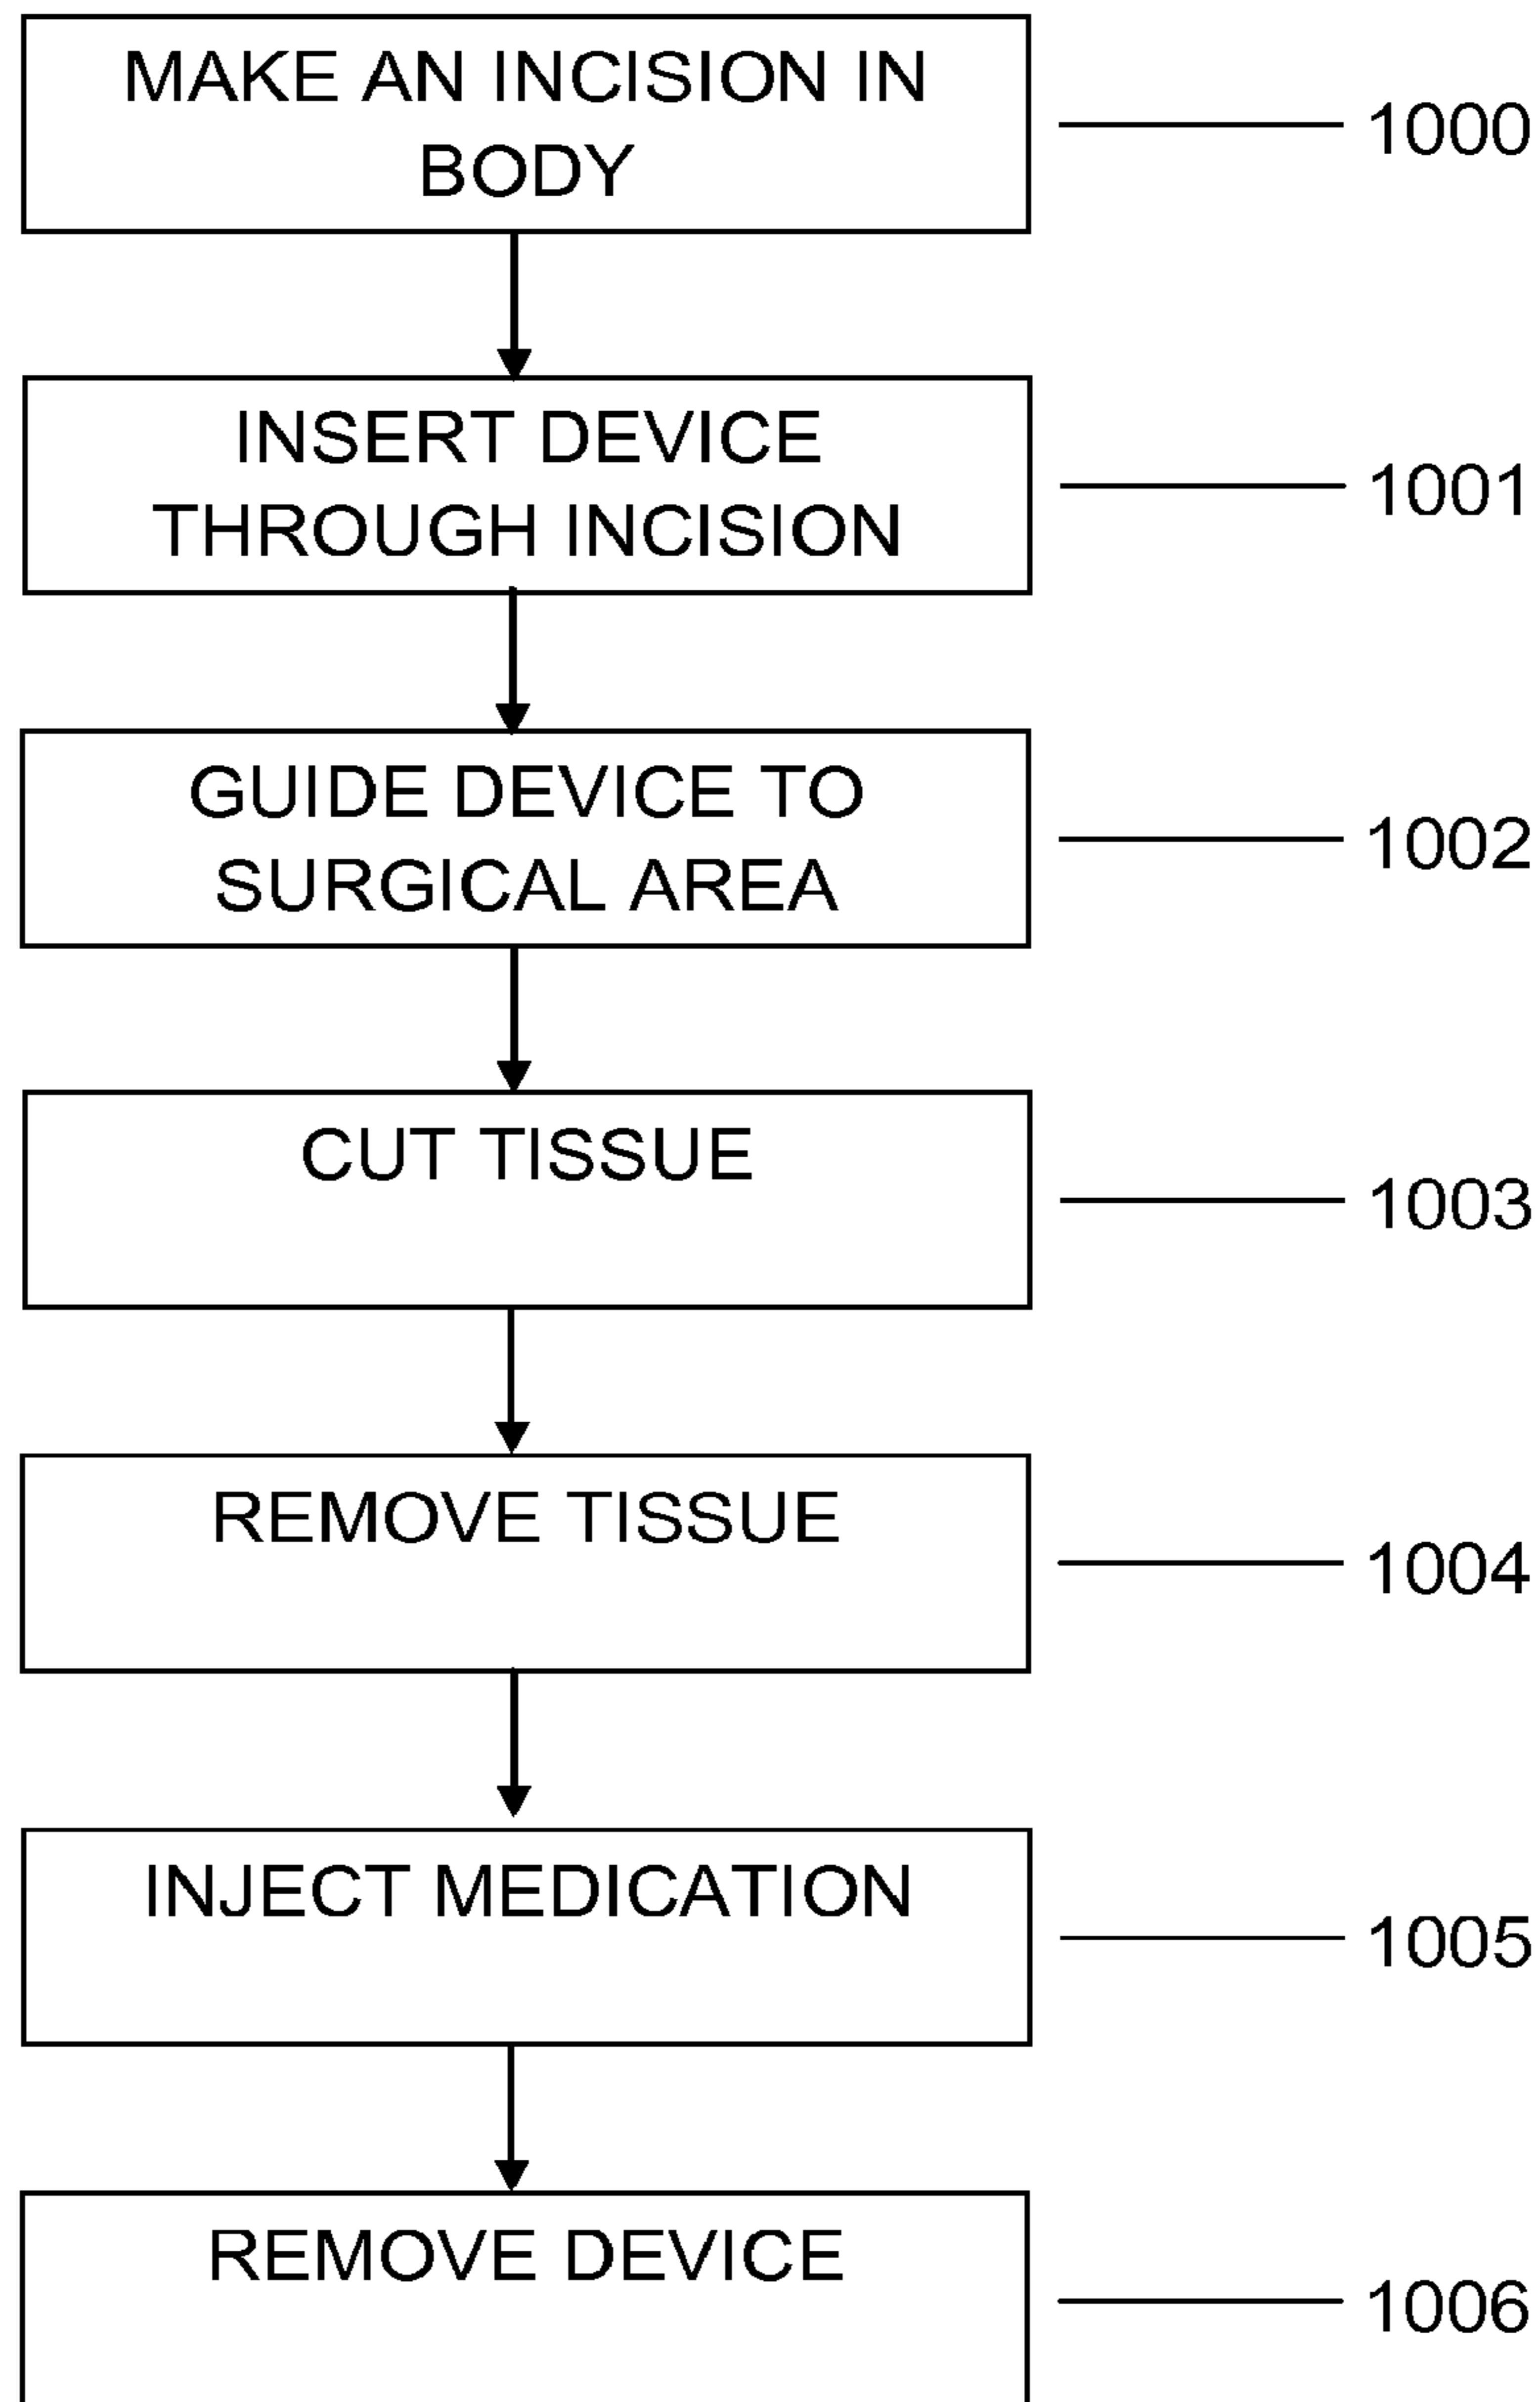 MAKE AN INCISION IN
BODY
1000
INSERT DEVICE
THROUGH INCISION
1001
GUIDE DEVICE TO
SURGICAL AREA
1002
CUT TISSUE
1003
REMOVE TISSUE
1004
INJECT MEDICATION
1005
REMOVE DEVICE
1006